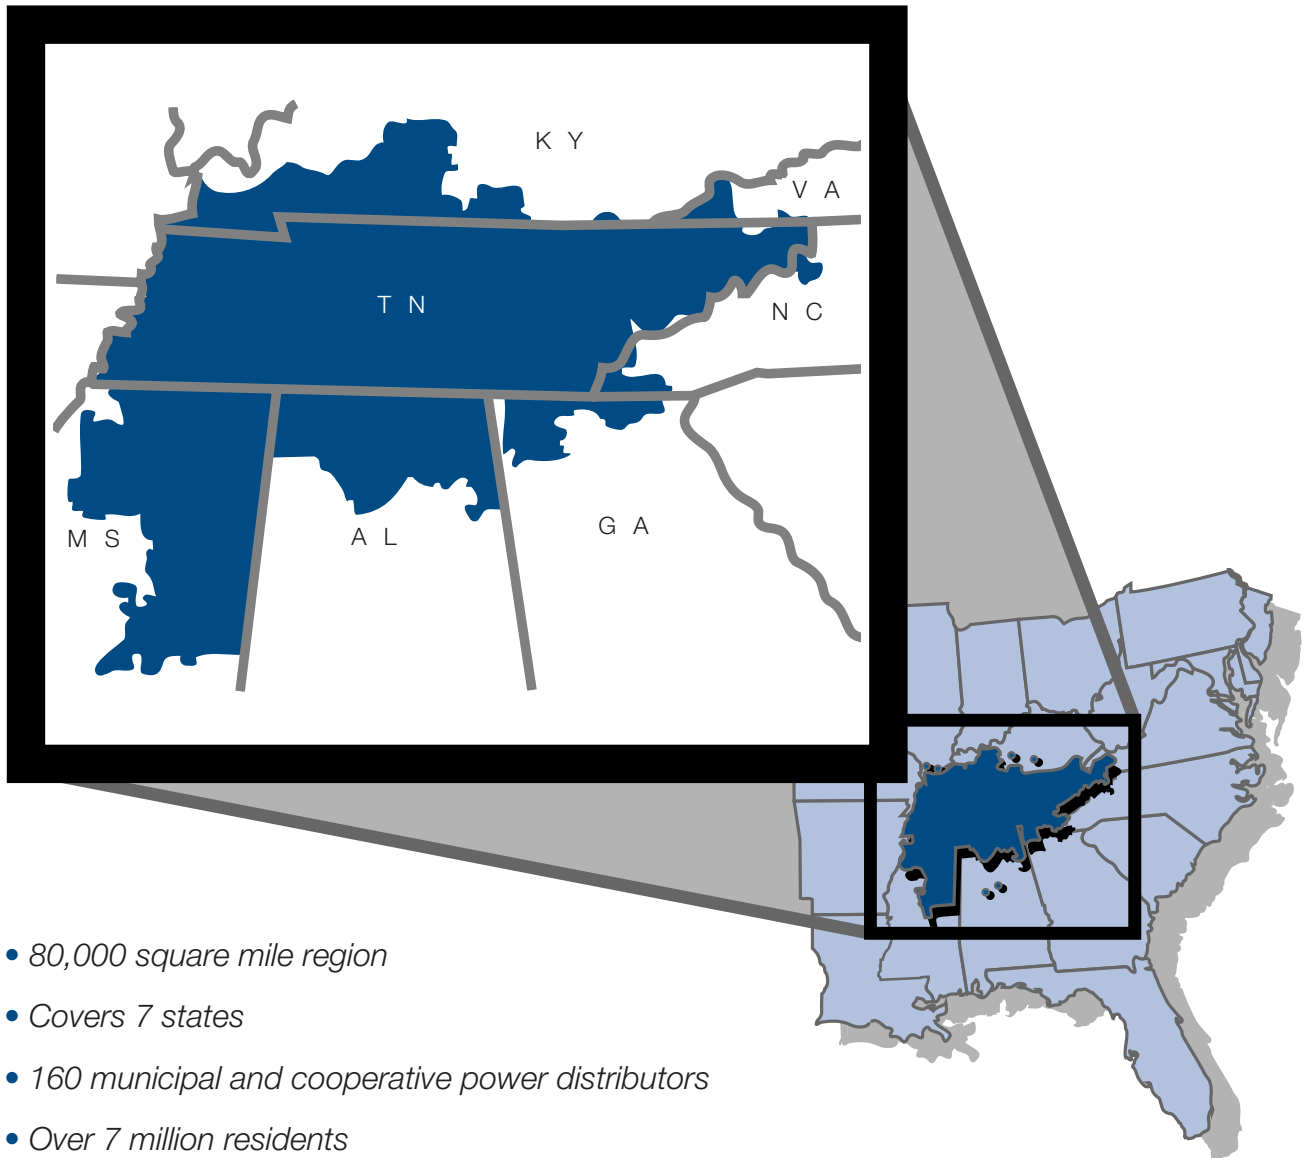 K Y
V A
T N
N C
M S
A L
G A
• 80,000 square mile region
• Covers 7 states
• 160 municipal and cooperative power distributors
• Over 7 million residents